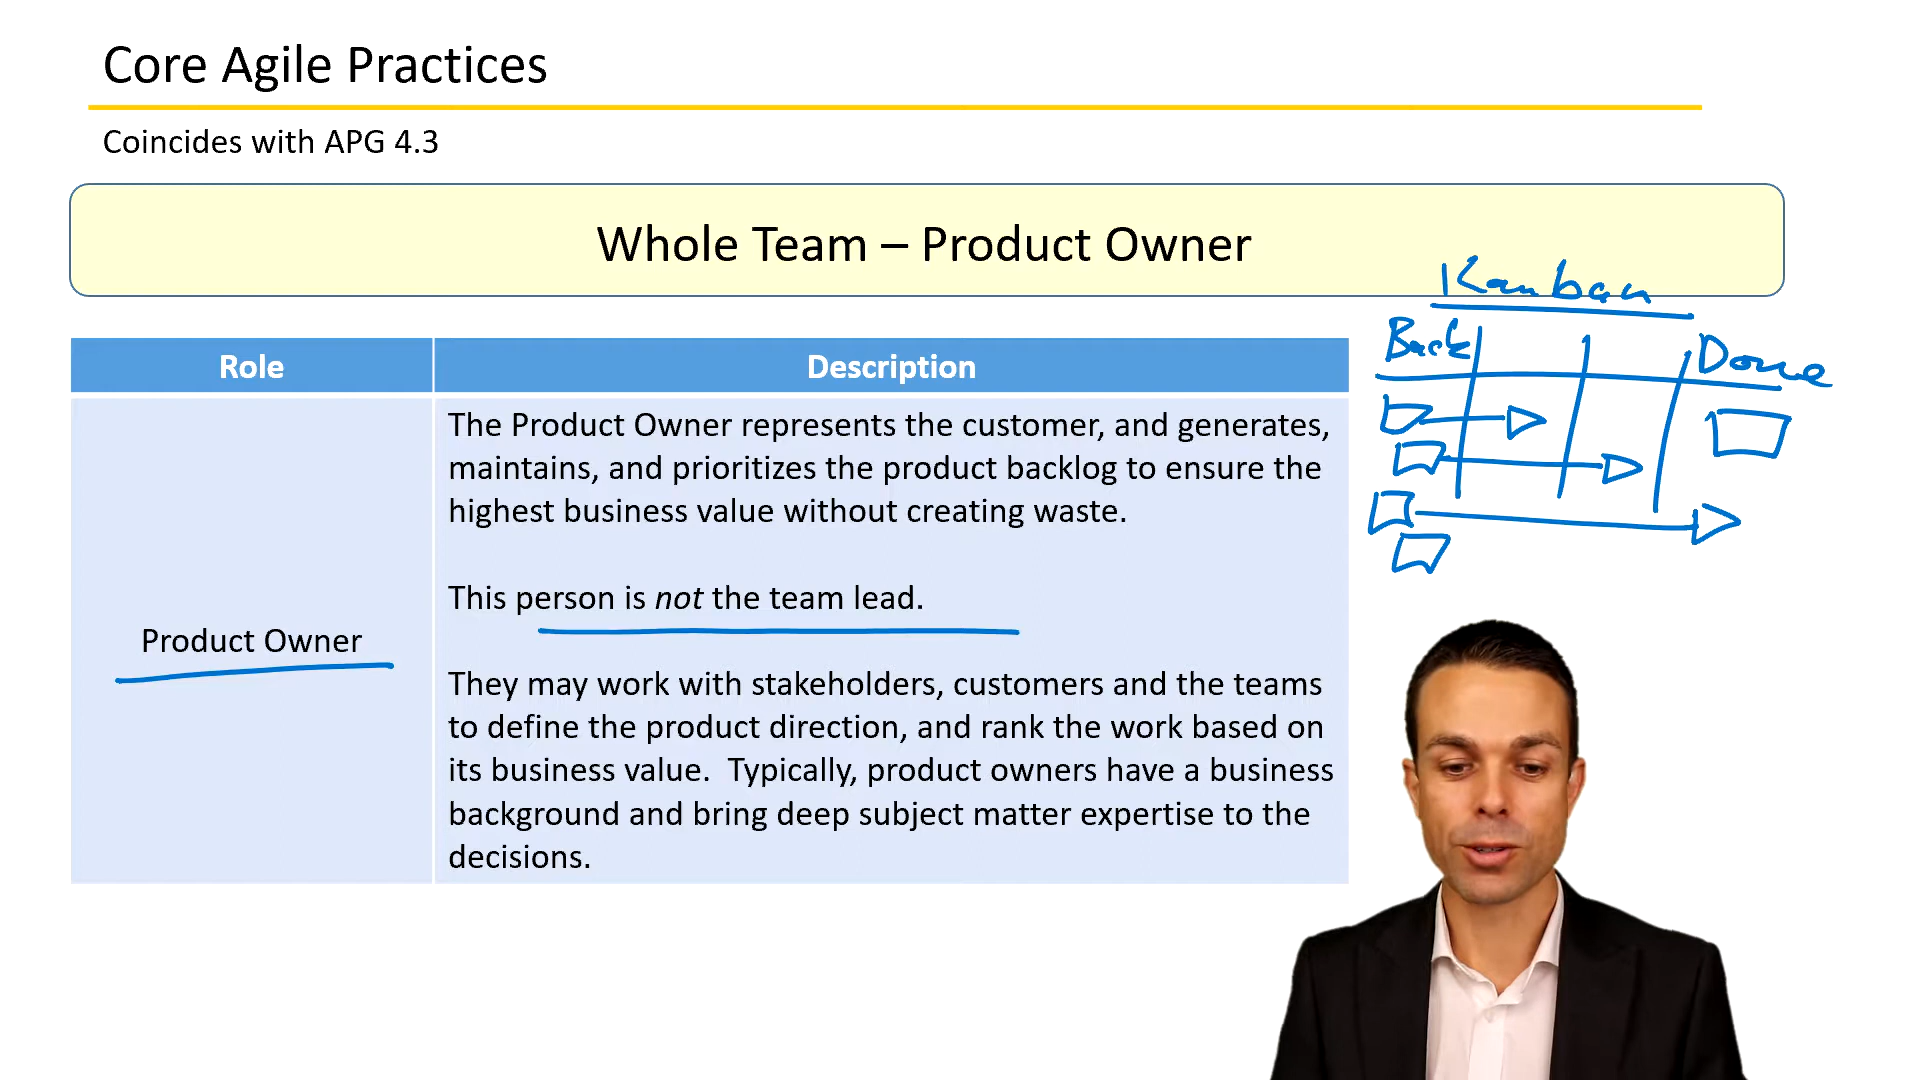 Core Agile Practices
Coincides with APG 4.3
Whole Team – Product Owner
Kanban
Back
Done
Role
Description
Product Owner
The Product Owner represents the customer, and generates,
maintains, and prioritizes the product backlog to ensure the
highest business value without creating waste.
This person is not the team lead.
They may work with stakeholders, customers and the teams
to define the product direction, and rank the work based on
its business value.  Typically, product owners have a business
background and bring deep subject matter expertise to the
decisions.